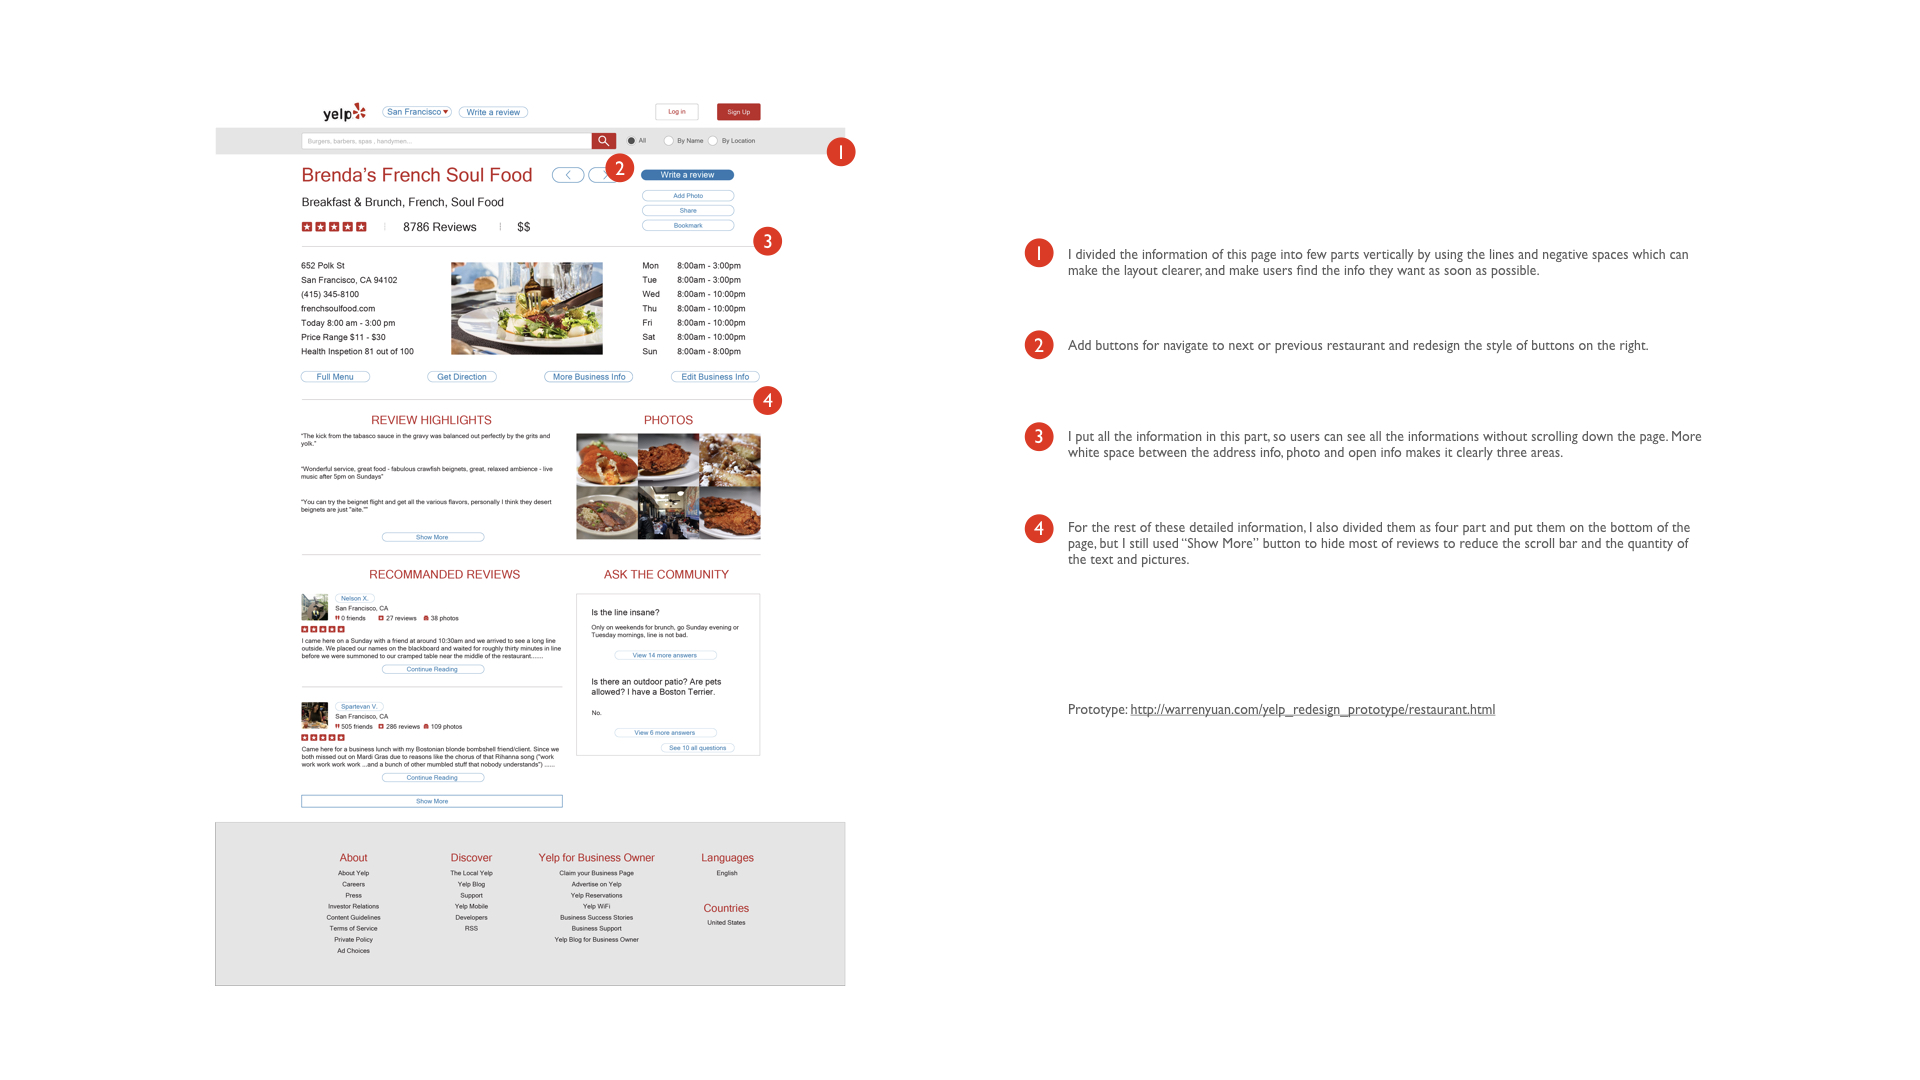 yelp
San Francisco
Write a review
Log in
Sign Up
Burgers, barbers, spas , handymen...
All
By Name
By Location
1
Brenda's French Soul Food
2
Write a review
Breakfast & Brunch, French, Soul Food
Add Photo
Share
Bookmark
8786 Reviews
$$
3
652 Polk St
San Francisco, CA 94102
(415) 345-8100
frenchsoulfood.com
Today 8:00 am - 3:00 pm
Price Range $11 - $30
Health Inspetion 81 out of 100
Mon 8:00am - 3:00pm
Tue 8:00am - 3:00pm
Wed 8:00am - 10:00pm
Thu 8:00am - 10:00pm
Fri 8:00am - 10:00pm
Sat 8:00am - 10:00pm
Sun 8:00am - 8:00pm
Full Menu
Get Direction
More Business Info
Edit Business Info
4
REVIEW HIGHLIGHTS
"The kick from the tabasco sauce in the gravy was balanced out perfectly by the grits and
yolk."
"Wonderful service, great food - fabulous crawfish beignets, great, relaxed ambience - live
music after 5pm on Sundays"
"You can try the beignet flight and get all the various flavors, personally I think they desert
beignets are just "aite.""
Show More
PHOTOS
RECOMMANDED REVIEWS
Nelson X.
San Francisco, CA
0 friends 27 reviews 38 photos
I came here on a Sunday with a friend at around 10:30am and we arrived to see a long line
outside. We placed our names on the blackboard and waited for roughly thirty minutes in line
before we were summoned to our cramped table near the middle of the restaurant.......
Continue Reading
Spartevan V.
San Francisco, CA
505 friends 286 reviews 109 photos
Came here for a business lunch with my Bostonian blonde bombshell friend/client. Since we
both missed out on Mardi Gras due to reasons like the chorus of that Rihanna song ("work
work work work work ...and a bunch of other mumbled stuff that nobody understands") ......
Continue Reading
Show More
ASK THE COMMUNITY
Is the line insane?
Only on weekends for brunch, go Sunday evening or
Tuesday mornings, line is not bad.
View 14 more answers
Is there an outdoor patio? Are pets
allowed? I have a Boston Terrier.
No.
View 6 more answers
See 10 all questions
About
About Yelp
Careers
Press
Investor Relations
Content Guidelines
Terms of Service
Private Policy
Ad Choices
Discover
The Local Yelp
Yelp Blog
Support
Yelp Mobile
Developers
RSS
Yelp for Business Owner
Claim your Business Page
Advertise on Yelp
Yelp Reservations
Yelp WiFi
Business Success Stories
Business Support
Yelp Blog for Business Owner
Languages
English
Countries
United States
1 I divided the information of this page into few parts vertically by using the lines and negative spaces which can
make the layout clearer, and make users find the info they want as soon as possible.
2 Add buttons for navigate to next or previous restaurant and redesign the style of buttons on the right.
3 I put all the information in this part, so users can see all the informations without scrolling down the page. More
white space between the address info, photo and open info makes it clearly three areas.
4 For the rest of these detailed information, I also divided them as four part and put them on the bottom of the
page, but I still used “Show More” button to hide most of reviews to reduce the scroll bar and the quantity of
the text and pictures.
Prototype: http://warrenyuan.com/yelp_redesign_prototype/restaurant.html